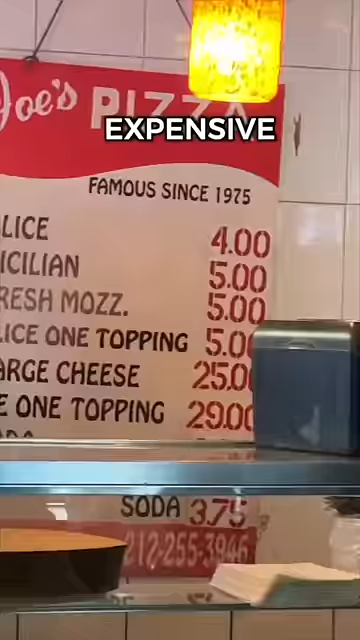 Joe's PIZZA
EXPENSIVE
FAMOUS SINCE 1975
LICE 4.00
ICILIAN 5.00
RESH MOZZ. 5.00
LICE ONE TOPPING 5.0
ARGE CHEESE 25.0
E ONE TOPPING 29.00
SODA 3.75
212-255-3946